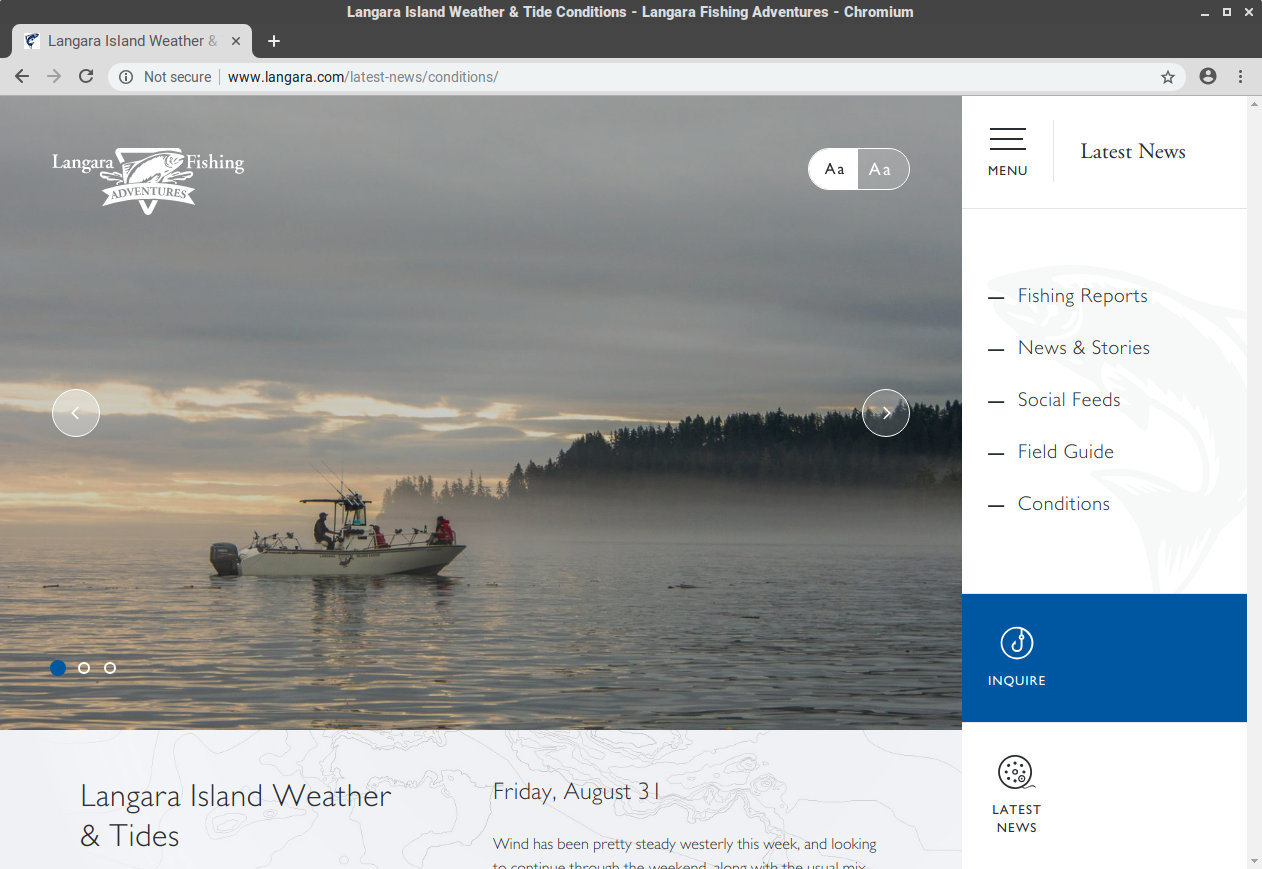 Langara Island Weather & Tide Conditions - Langara Fishing Adventures - Chromium
Langara Island Weather &
Not secure
www.langara.com/latest-news/conditions/
Langara Fishing
ADVENTURES
Aa Aa
MENU
Latest News
Fishing Reports
News & Stories
Social Feeds
Field Guide
Conditions
INQUIRE
LATEST
NEWS
Langara Island Weather
& Tides
Friday, August 31
Wind has been pretty steady westerly this week, and looking
to continue through the weekend, along with the usual mix